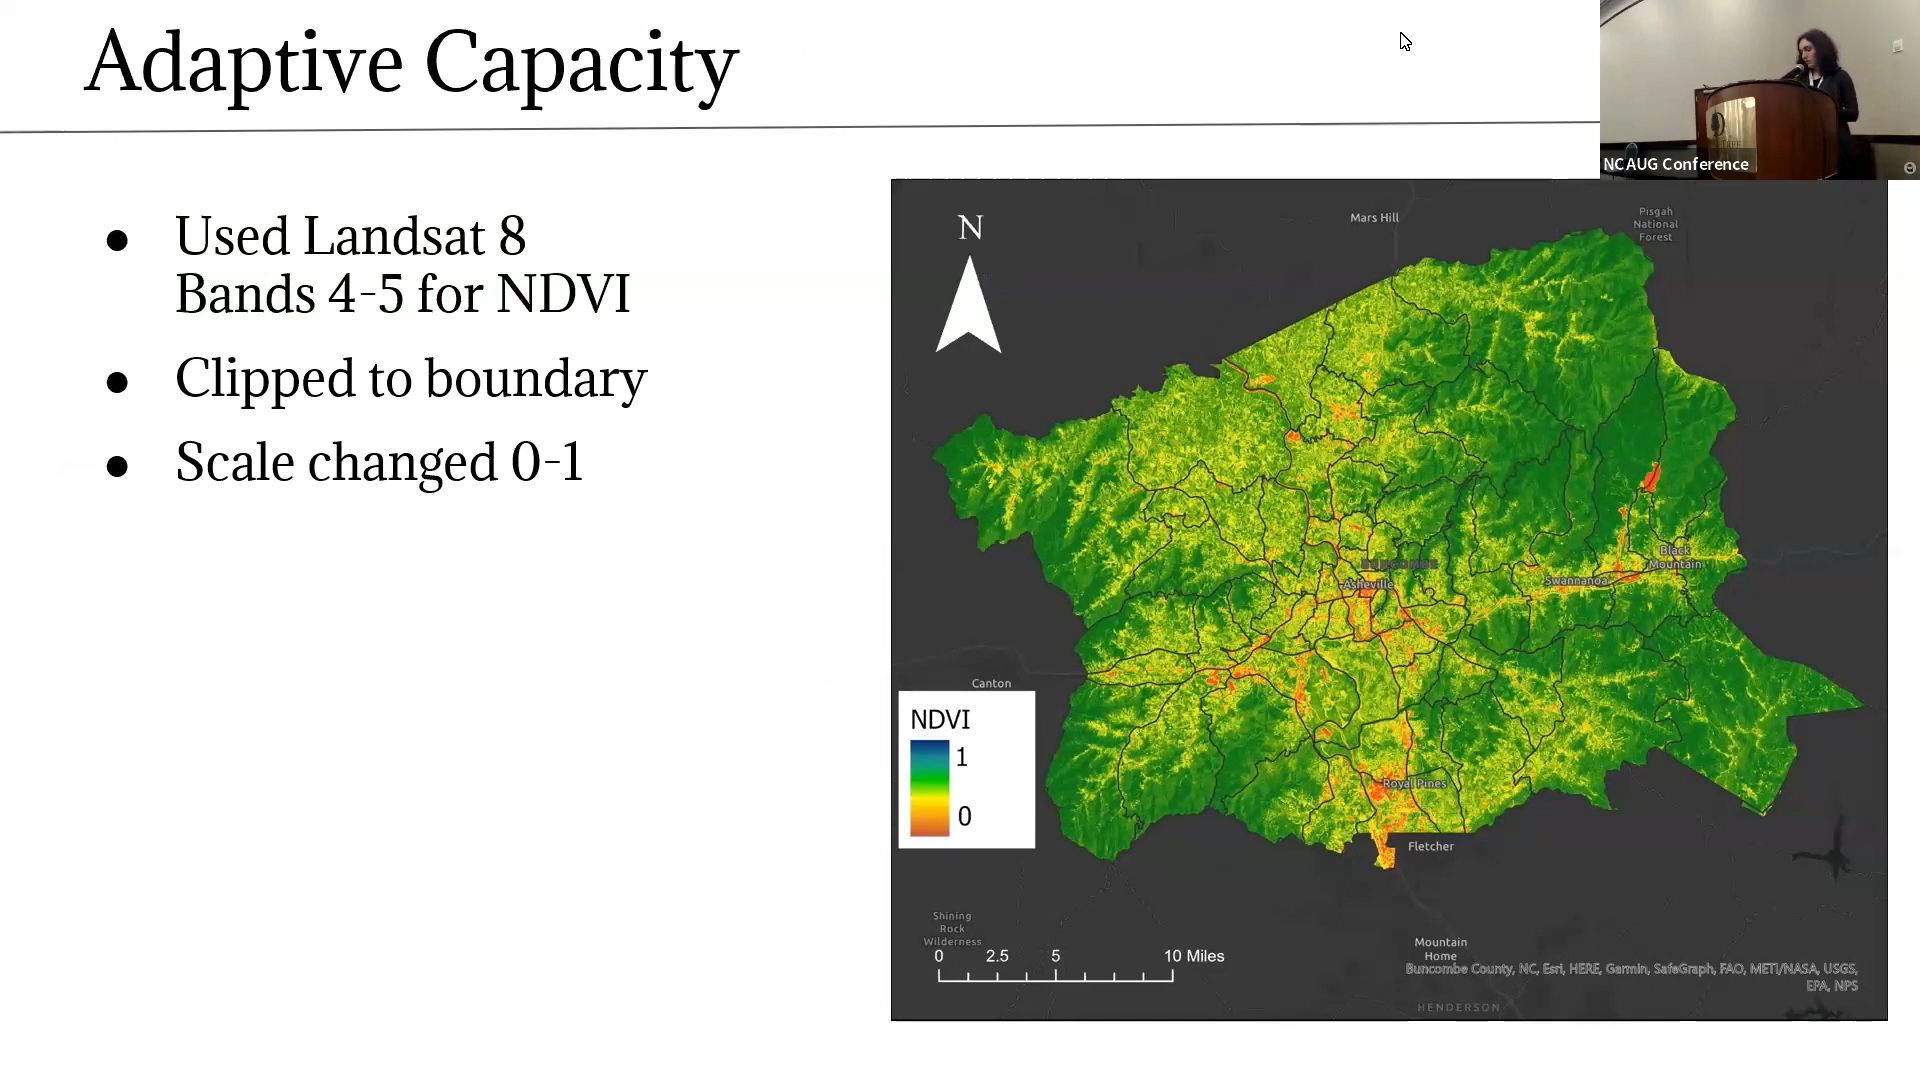 Adaptive Capacity
NCAUG Conference
● Used Landsat 8
Bands 4-5 for NDVI
● Clipped to boundary
● Scale changed 0-1
N
Mars Hill
Pisgah
National
Forest
BUNCOMBE
Asheville
Swannanoa
Black
Mountain
Canton
NDVI
1
0
Royal Pines
Fletcher
Shining
Rock
Wilderness
0 2.5 5 10 Miles
Mountain
Home
Buncombe County, NC, Esri, HERE, Garmin, SafeGraph, FAO, METI/NASA, USGS,
EPA, NPS
HENDERSON